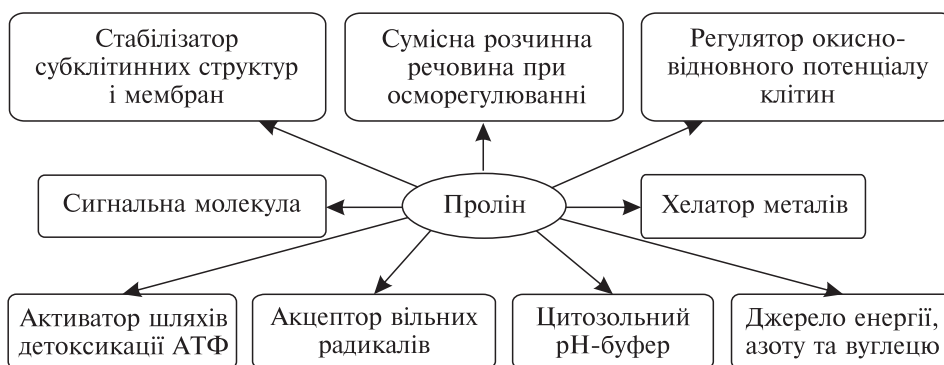 Стабілізатор
субклітинних структур
і мембран
Сумісна розчинна
речовина при
осморегулюванні
Регулятор окисно-
відновного потенціалу
клітин
Сигнальна молекула
Пролін
Хелатор металів
Активатор шляхів
детоксикації АТФ
Акцептор вільних
радикалів
Цитозольний
pH-буфер
Джерело енергії,
азоту та вуглецю